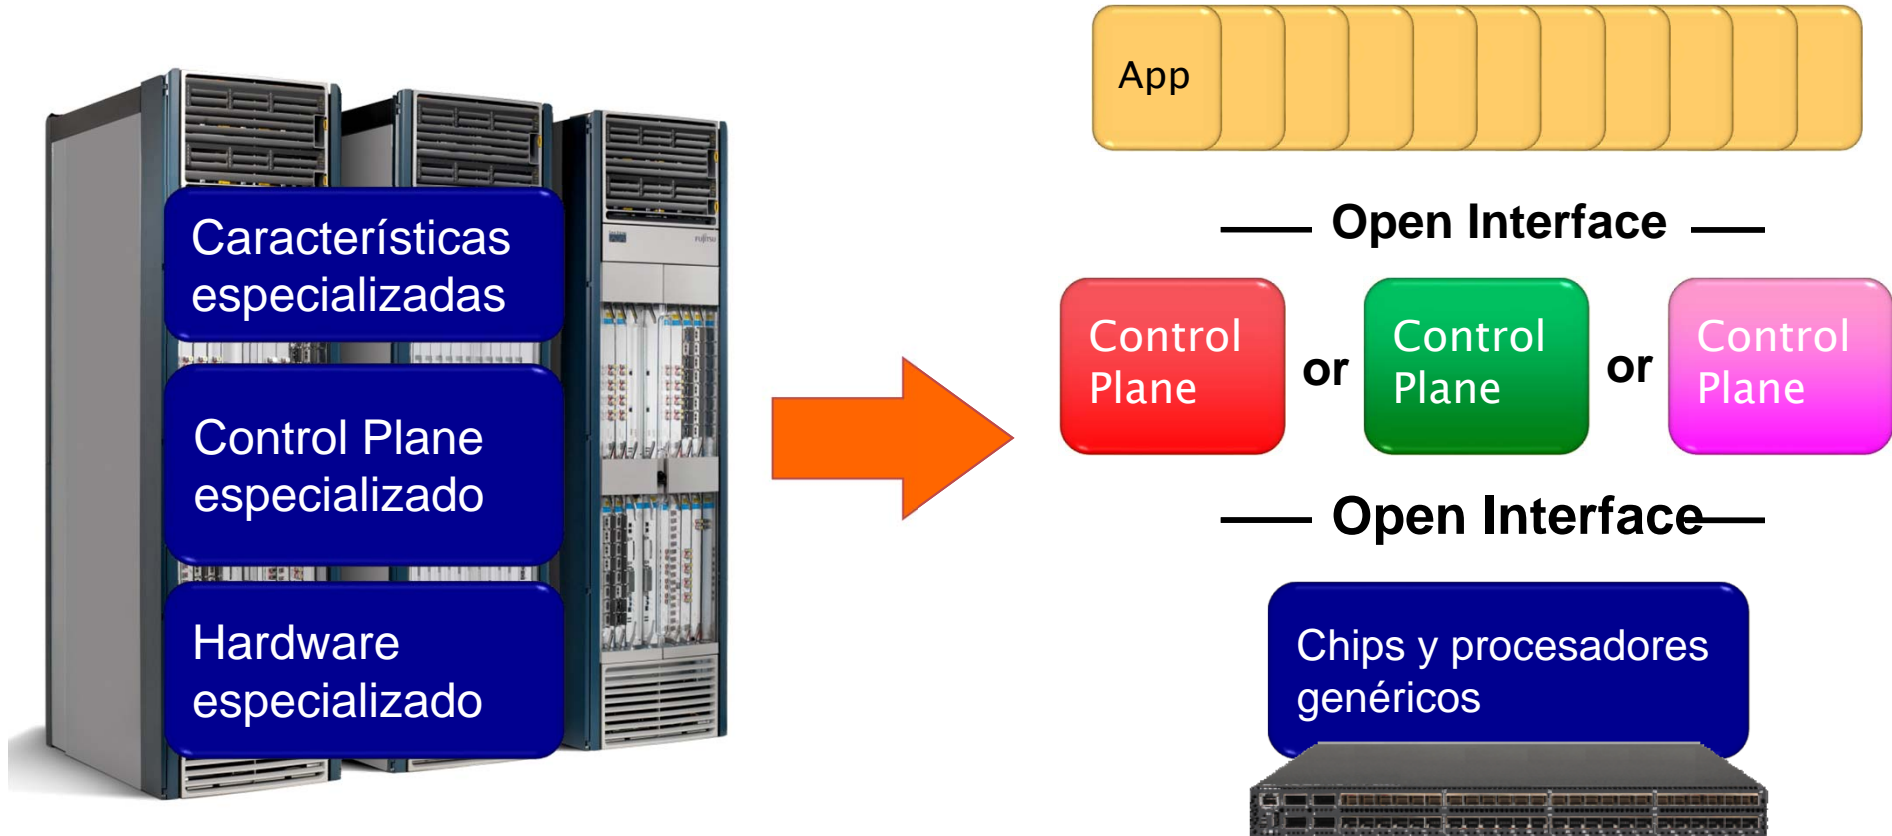 Características
especializadas
Control Plane
especializado
Hardware
especializado
FUJITSU
App
Open Interface
Control
Plane
or
Control
Plane
or
Control
Plane
Open Interface
Chips y procesadores
genéricos